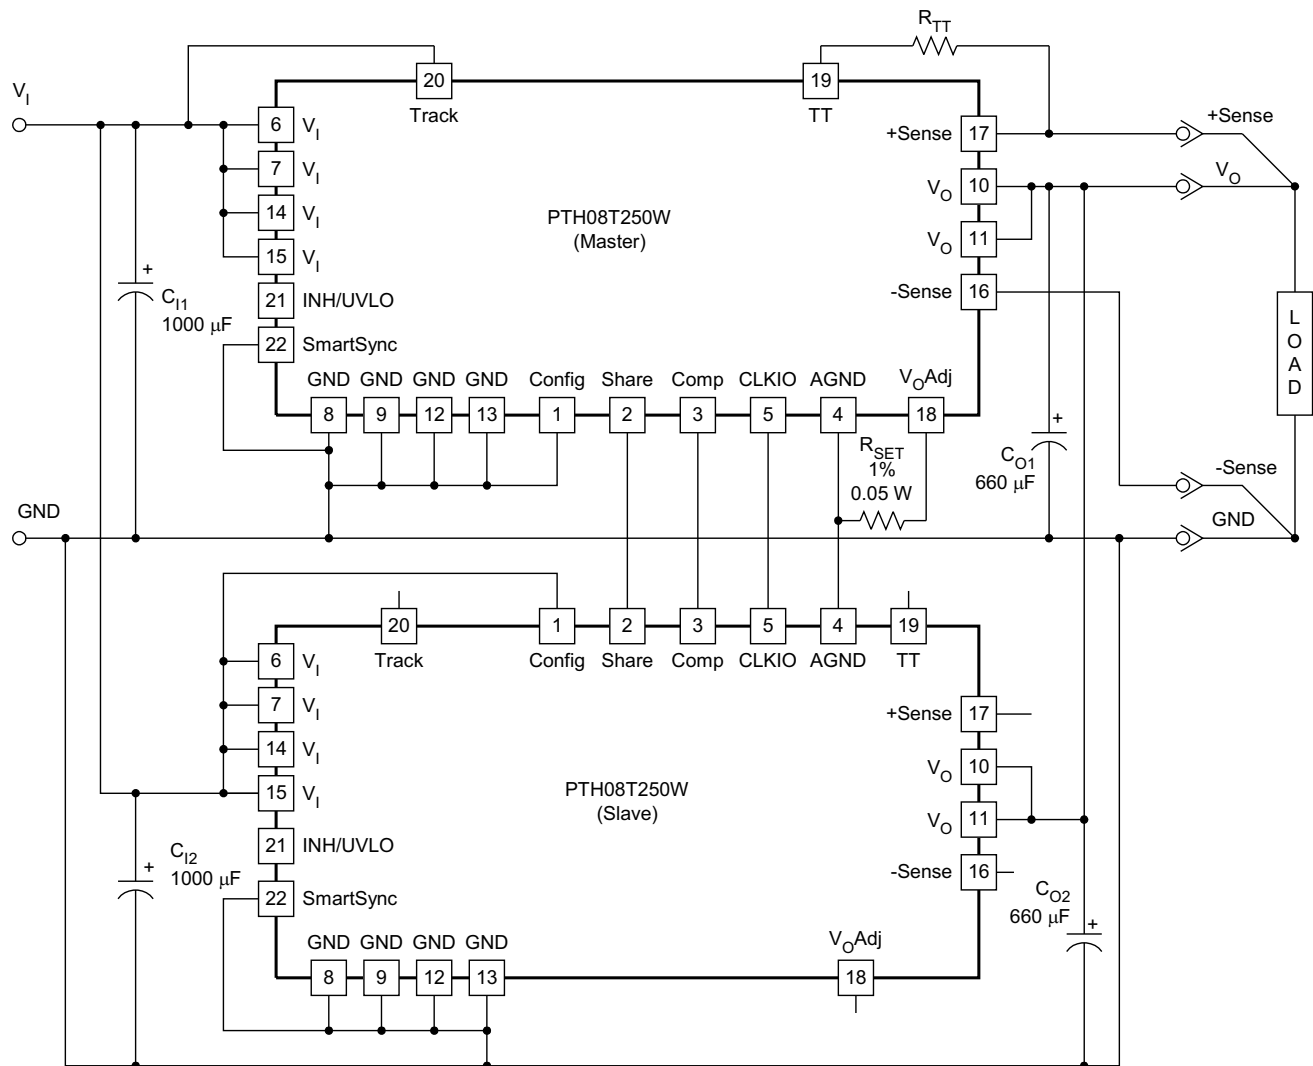 R_TT
20
19
V_I
Track
TT
+Sense
6
V_I
+Sense
17
7
V_I
V_O
10
V_O
14
V_I
PTH08T250W
(Master)
15
V_I
V_O
11
+
C_I1
1000 µF
21
INH/UVLO
-Sense
16
22
SmartSync
LOAD
GND
GND
GND
GND
Config
Share
Comp
CLKIO
AGND
V_OAdj
8
9
12
13
1
2
3
5
4
18
+
R_SET
1%
0.05 W
C_O1
660 µF
-Sense
GND
GND
20
1
2
3
5
4
19
Track
Config
Share
Comp
CLKIO
AGND
TT
6
V_I
7
V_I
+Sense
17
14
V_I
V_O
10
15
V_I
PTH08T250W
(Slave)
V_O
11
+
C_I2
1000 µF
21
INH/UVLO
-Sense
16
22
SmartSync
C_O2
660 µF
+
GND
GND
GND
GND
V_OAdj
8
9
12
13
18